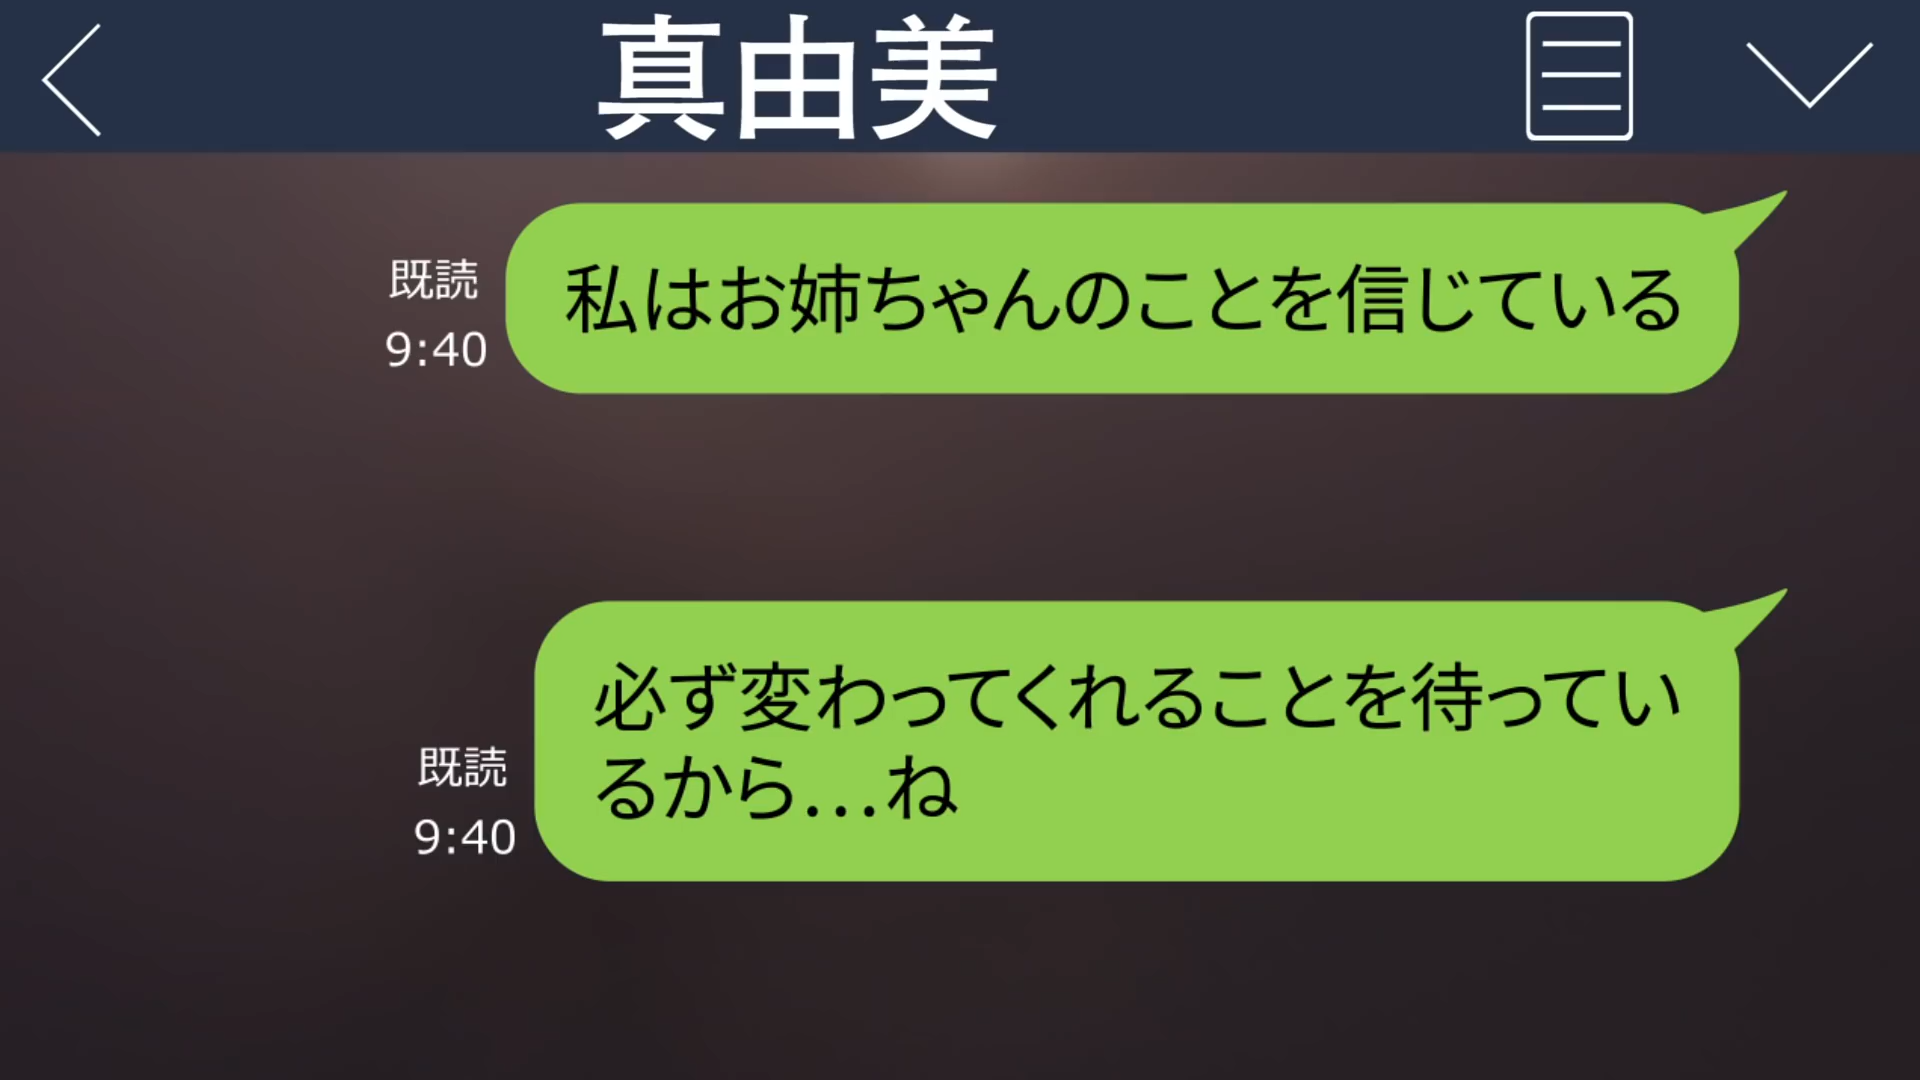 真由美
私はお姉ちゃんのことを信じている
既読
9:40
必ず変わってくれることを待ってい
るから…ね
既読
9:40